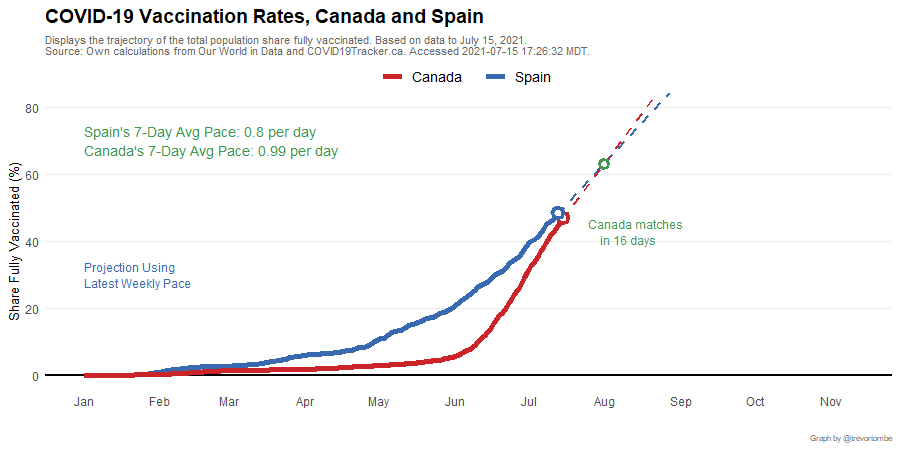 COVID-19 Vaccination Rates, Canada and Spain
Displays the trajectory of the total population share fully vaccinated. Based on data to July 15, 2021.
Source: Own calculations from Our World in Data and COVID19Tracker.ca. Accessed 2021-07-15 17:26:32 MDT.
Canada Spain
80
Spain's 7-Day Avg Pace: 0.8 per day
Canada's 7-Day Avg Pace: 0.99 per day
60
Share Fully Vaccinated (%)
Canada matches
in 16 days
40
Projection Using
Latest Weekly Pace
20
0
Jan Feb Mar Apr May Jun Jul Aug Sep Oct Nov
Graph by @trevortombe